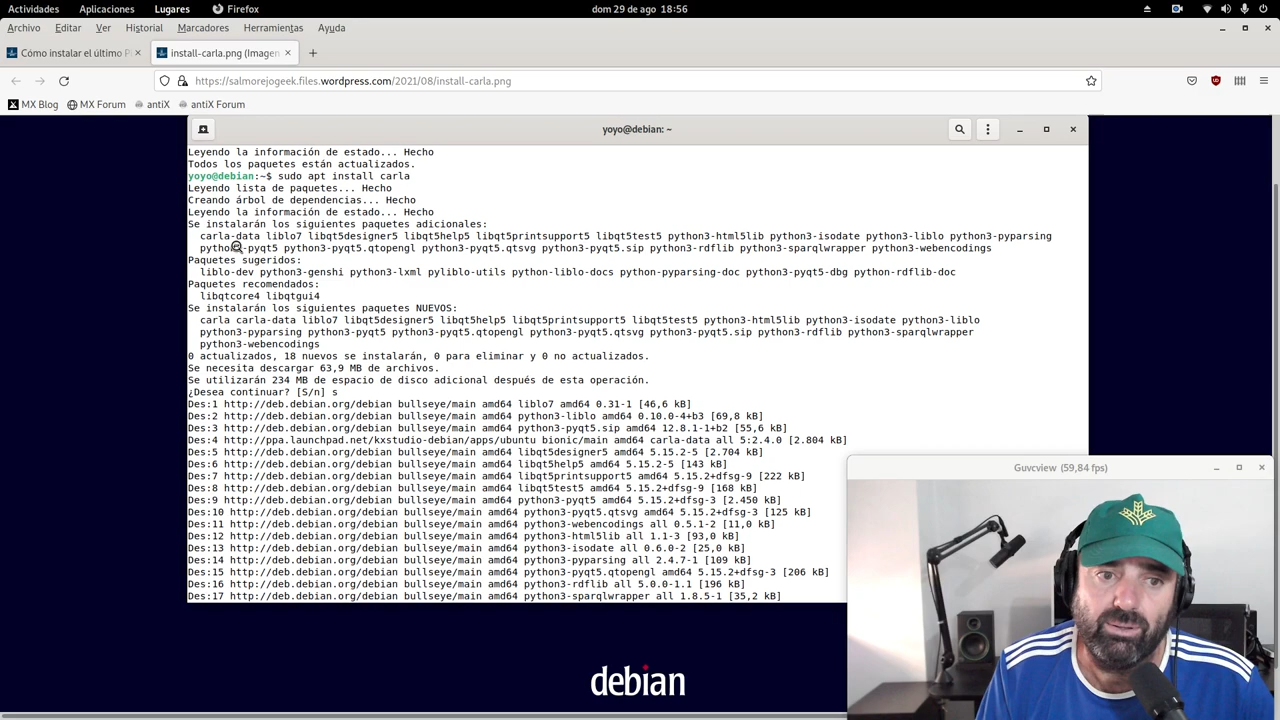 Actividades Aplicaciones Lugares Firefox dom 29 de ago 18:56
Archivo Editar Ver Historial Marcadores Herramientas Ayuda
Cómo instalar el último P install-carla.png (Imagen
https://salmorejogeek.files.wordpress.com/2021/08/install-carla.png
MX Blog MX Forum antiX antiX Forum
yoyo@debian: ~
Leyendo la información de estado... Hecho
Todos los paquetes están actualizados.
yoyo@debian:~$ sudo apt install carla
Leyendo lista de paquetes... Hecho
Creando árbol de dependencias... Hecho
Leyendo la información de estado... Hecho
Se instalarán los siguientes paquetes adicionales:
carla-data liblo7 libqt5designer5 libqt5help5 libqt5printsupport5 libqt5test5 python3-html5lib python3-isodate python3-liblo python3-pyparsing
python3-pyqt5 python3-pyqt5.qtopengl python3-pyqt5.qtsvg python3-pyqt5.sip python3-rdflib python3-sparqlwrapper python3-webencodings
Paquetes sugeridos:
liblo-dev python3-genshi python3-lxml pyliblo-utils python-liblo-docs python-pyparsing-doc python3-pyqt5-dbg python-rdflib-doc
Paquetes recomendados:
libqtcore4 libqtgui4
Se instalarán los siguientes paquetes NUEVOS:
carla carla-data liblo7 libqt5designer5 libqt5help5 libqt5printsupport5 libqt5test5 python3-html5lib python3-isodate python3-liblo
python3-pyparsing python3-pyqt5 python3-pyqt5.qtopengl python3-pyqt5.qtsvg python3-pyqt5.sip python3-rdflib python3-sparqlwrapper
python3-webencodings
0 actualizados, 18 nuevos se instalarán, 0 para eliminar y 0 no actualizados.
Se necesita descargar 63,9 MB de archivos.
Se utilizarán 234 MB de espacio de disco adicional después de esta operación.
¿Desea continuar? [S/n] s
Des:1 http://deb.debian.org/debian bullseye/main amd64 liblo7 amd64 0.31-1 [46,6 kB]
Des:2 http://deb.debian.org/debian bullseye/main amd64 python3-liblo amd64 0.10.0-4+b3 [69,8 kB]
Des:3 http://deb.debian.org/debian bullseye/main amd64 python3-pyqt5.sip amd64 12.8.1-1+b2 [55,6 kB]
Des:4 http://ppa.launchpad.net/kxstudio-debian/apps/ubuntu bionic/main amd64 carla-data all 5:2.4.0 [2.804 kB]
Des:5 http://deb.debian.org/debian bullseye/main amd64 libqt5designer5 amd64 5.15.2-5 [2.704 kB]
Des:6 http://deb.debian.org/debian bullseye/main amd64 libqt5help5 amd64 5.15.2-5 [143 kB]
Des:7 http://deb.debian.org/debian bullseye/main amd64 libqt5printsupport5 amd64 5.15.2+dfsg-9 [222 kB]
Des:8 http://deb.debian.org/debian bullseye/main amd64 libqt5test5 amd64 5.15.2+dfsg-9 [168 kB]
Des:9 http://deb.debian.org/debian bullseye/main amd64 python3-pyqt5 amd64 5.15.2+dfsg-3 [2.450 kB]
Des:10 http://deb.debian.org/debian bullseye/main amd64 python3-pyqt5.qtsvg amd64 5.15.2+dfsg-3 [125 kB]
Des:11 http://deb.debian.org/debian bullseye/main amd64 python3-webencodings all 0.5.1-2 [11,0 kB]
Des:12 http://deb.debian.org/debian bullseye/main amd64 python3-html5lib all 1.1-3 [93,0 kB]
Des:13 http://deb.debian.org/debian bullseye/main amd64 python3-isodate all 0.6.0-2 [25,0 kB]
Des:14 http://deb.debian.org/debian bullseye/main amd64 python3-pyparsing all 2.4.7-1 [109 kB]
Des:15 http://deb.debian.org/debian bullseye/main amd64 python3-pyqt5.qtopengl amd64 5.15.2+dfsg-3 [206 kB]
Des:16 http://deb.debian.org/debian bullseye/main amd64 python3-rdflib all 5.0.0-1.1 [196 kB]
Des:17 http://deb.debian.org/debian bullseye/main amd64 python3-sparqlwrapper all 1.8.5-1 [35,2 kB]
Guvcview (59,84 fps)
debian